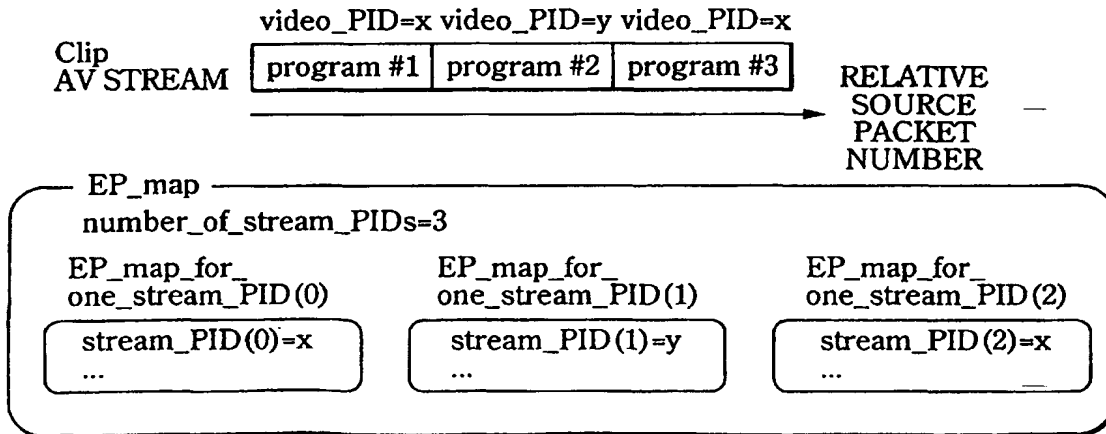 video_PID=x video_PID=y video_PID=x
Clip
AV STREAM
program #1 program #2 program #3
RELATIVE
SOURCE
PACKET
NUMBER
EP_map
number_of_stream_PIDs=3
EP_map_for_
one_stream_PID(0)
EP_map_for_
one_stream_PID(1)
EP_map_for_
one_stream_PID(2)
stream_PID(0)=x
...
stream_PID(1)=y
...
stream_PID(2)=x
...